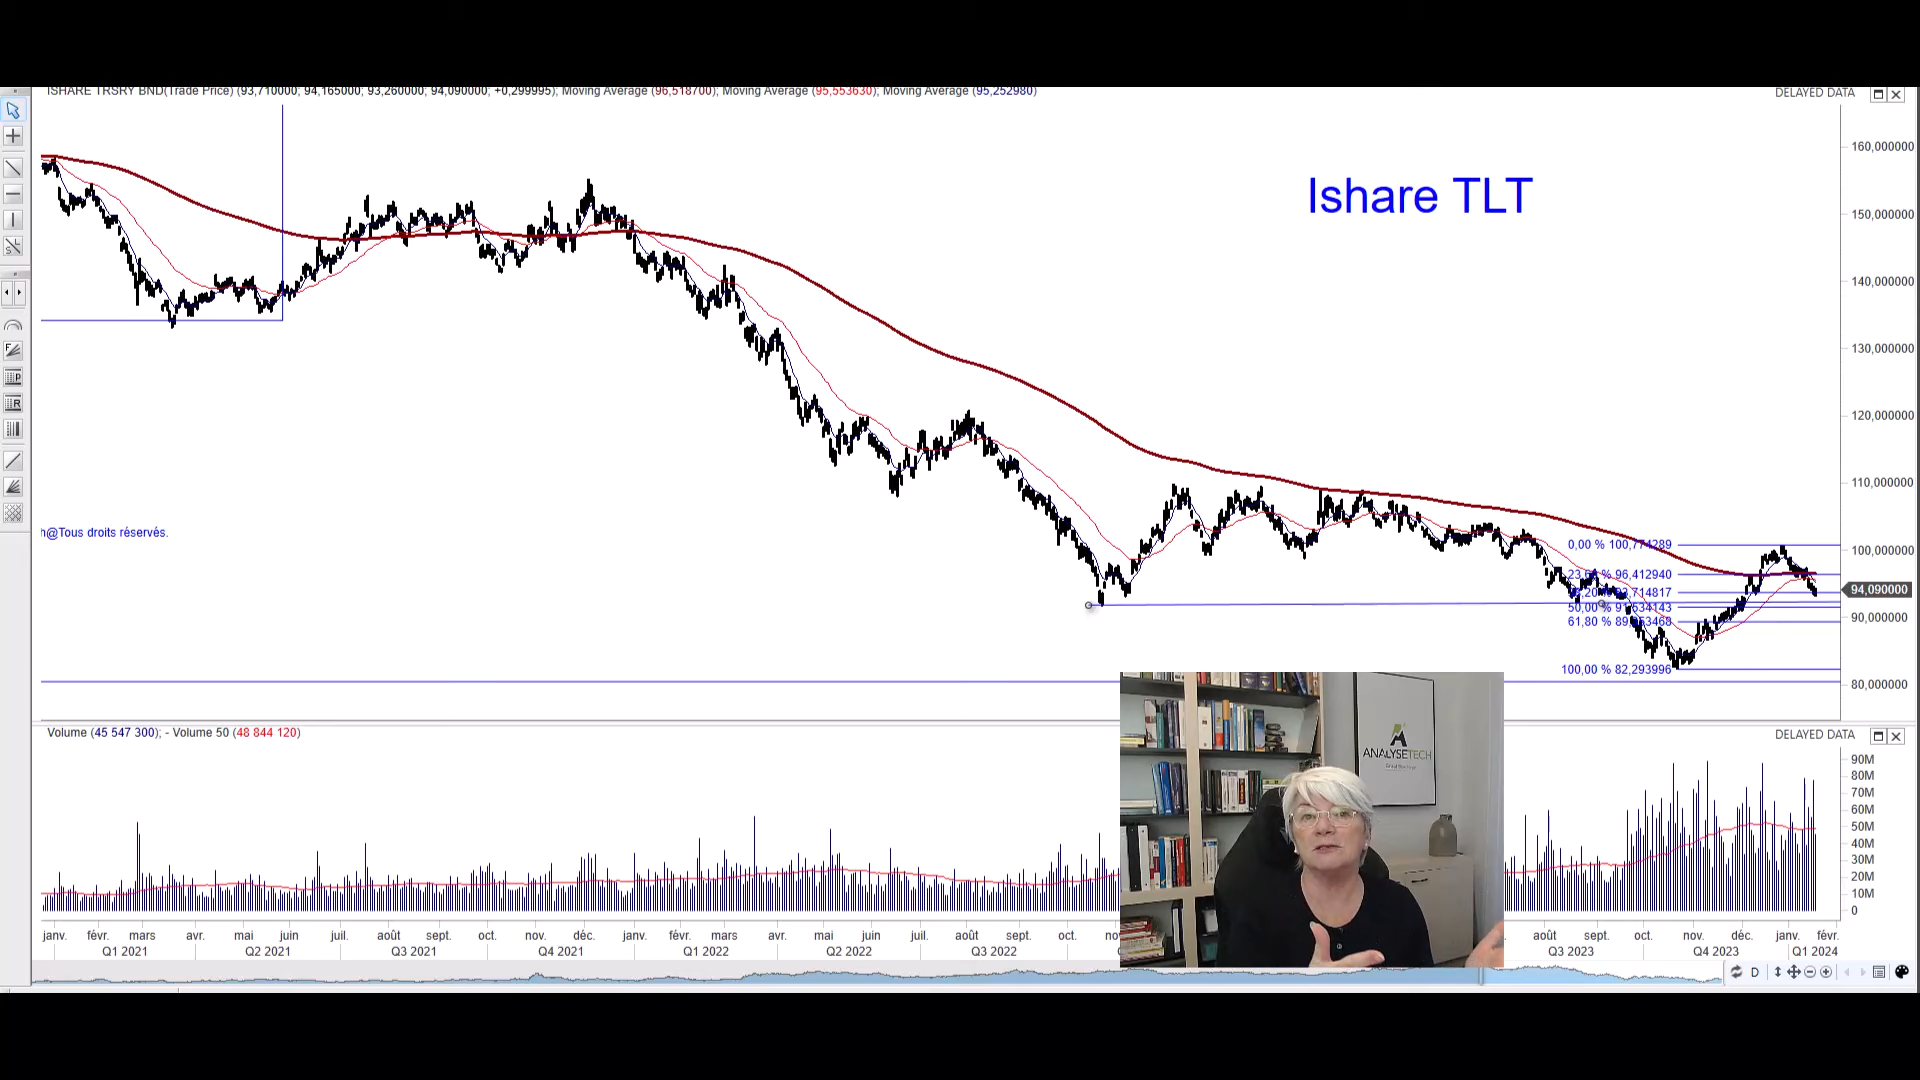 ISHARE TRSRY BND(Trade Price) (93,710000; 94,165000; 93,260000; 94,090000; +0,299995); Moving Average (96,518700); Moving Average (95,553630); Moving Average (95,252980)
DELAYED DATA
Ishare TLT
160,000000
150,000000
140,000000
130,000000
120,000000
110,000000
100,000000
94,090000
90,000000
80,000000
h@Tous droits réservés.
0,00 % 100,774289
23,60 % 96,412940
50,00 % 91,534143
100,00 % 82,293996
Volume (45 547 300); - Volume 50 (48 844 120)
DELAYED DATA
ANALYSETECH
90M
80M
70M
60M
50M
40M
30M
20M
10M
0
janv. févr. mars avr. mai juin juil. août sept. oct. nov. déc. janv. févr. mars avr. mai juin juil. août sept. oct. août sept. oct. nov. déc. janv. févr.
Q1 2021 Q2 2021 Q3 2021 Q4 2021 Q1 2022 Q2 2022 Q3 2022 Q3 2023 Q4 2023 Q1 2024
D